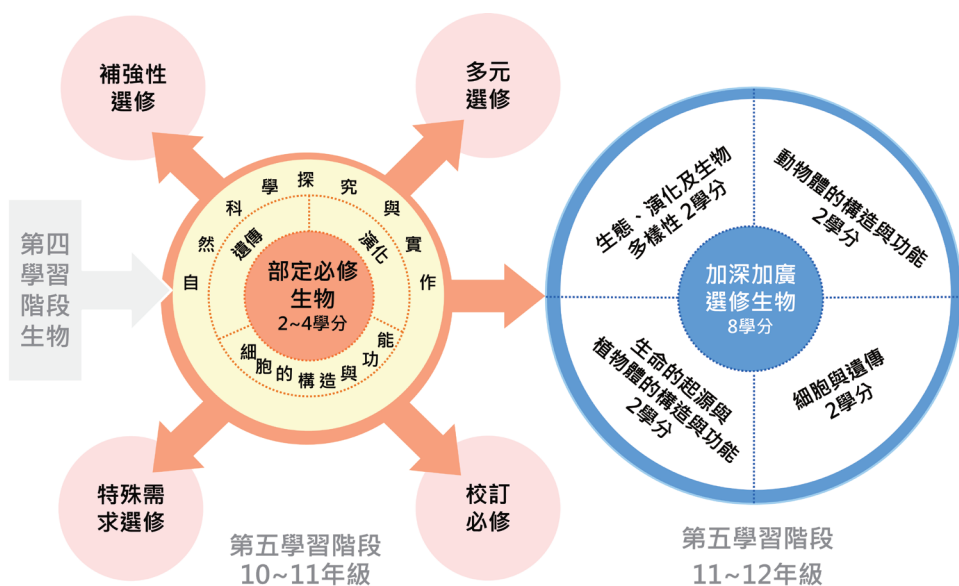 補強性
選修
多元
選修
第四
學習
階段
生物
自然科學探究與實作
遺傳
演化
細胞的構造與功能
部定必修
生物
2~4學分
特殊需
求選修
校訂
必修
第五學習階段
10~11年級
生態、演化及生物
多樣性 2學分
動物體的構造與功能
2學分
加深加廣
選修生物
8學分
生命的起源與
植物體的構造與功能
2學分
細胞與遺傳
2學分
第五學習階段
11~12年級